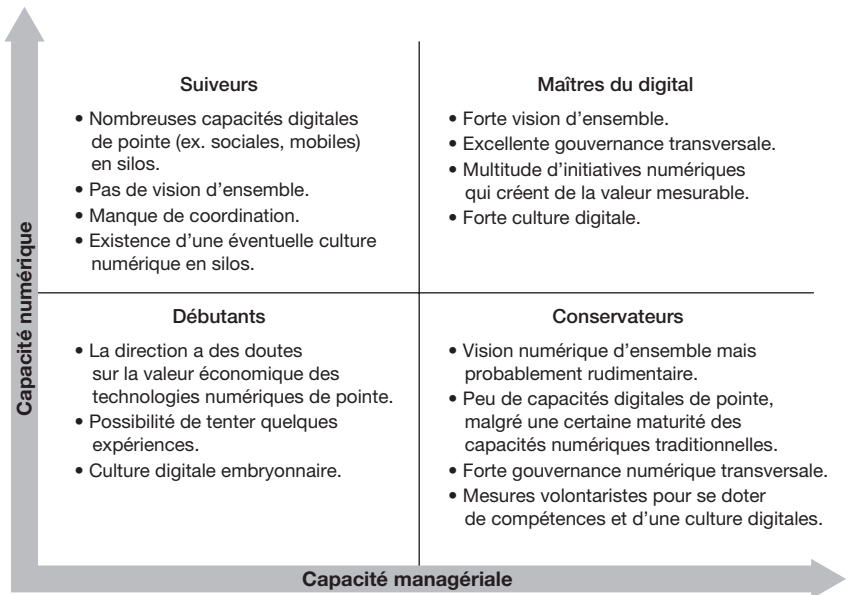 Capacité numérique
Suiveurs
• Nombreuses capacités digitales
de pointe (ex. sociales, mobiles)
en silos.
• Pas de vision d’ensemble.
• Manque de coordination.
• Existence d’une éventuelle culture
numérique en silos.
Maîtres du digital
• Forte vision d’ensemble.
• Excellente gouvernance transversale.
• Multitude d’initiatives numériques
qui créent de la valeur mesurable.
• Forte culture digitale.
Débutants
• La direction a des doutes
sur la valeur économique des
technologies numériques de pointe.
• Possibilité de tenter quelques
expériences.
• Culture digitale embryonnaire.
Conservateurs
• Vision numérique d’ensemble mais
probablement rudimentaire.
• Peu de capacités digitales de pointe,
malgré une certaine maturité des
capacités numériques traditionnelles.
• Forte gouvernance numérique transversale.
• Mesures volontaristes pour se doter
de compétences et d’une culture digitales.
Capacité managériale